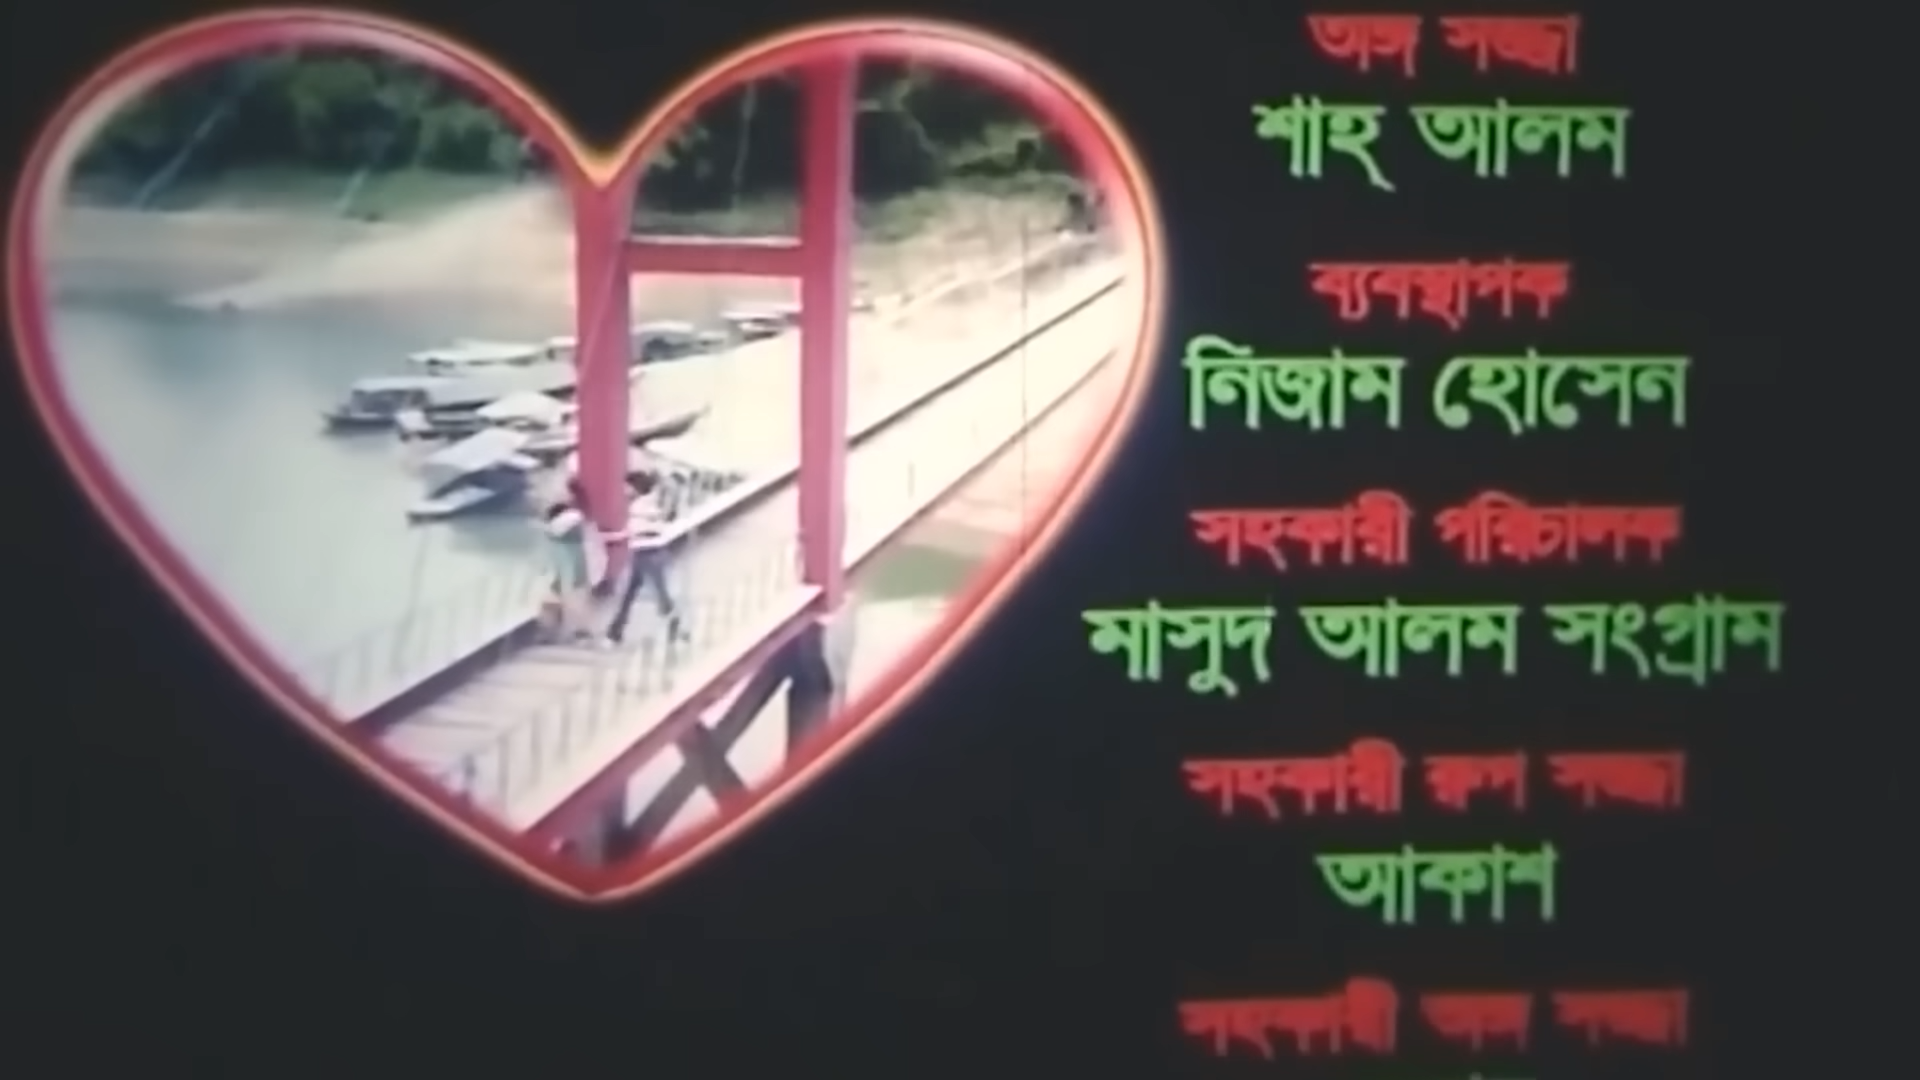 অঙ্গ সজ্জা
শাহ্ আলম
ব্যবস্থাপক
নিজাম হোসেন
সহকারী পরিচালক
মাসুদ আলম সংগ্রাম
সহকারী রুপ সজ্জা
আকাশ
সহকারী অঙ্গ সজ্জা